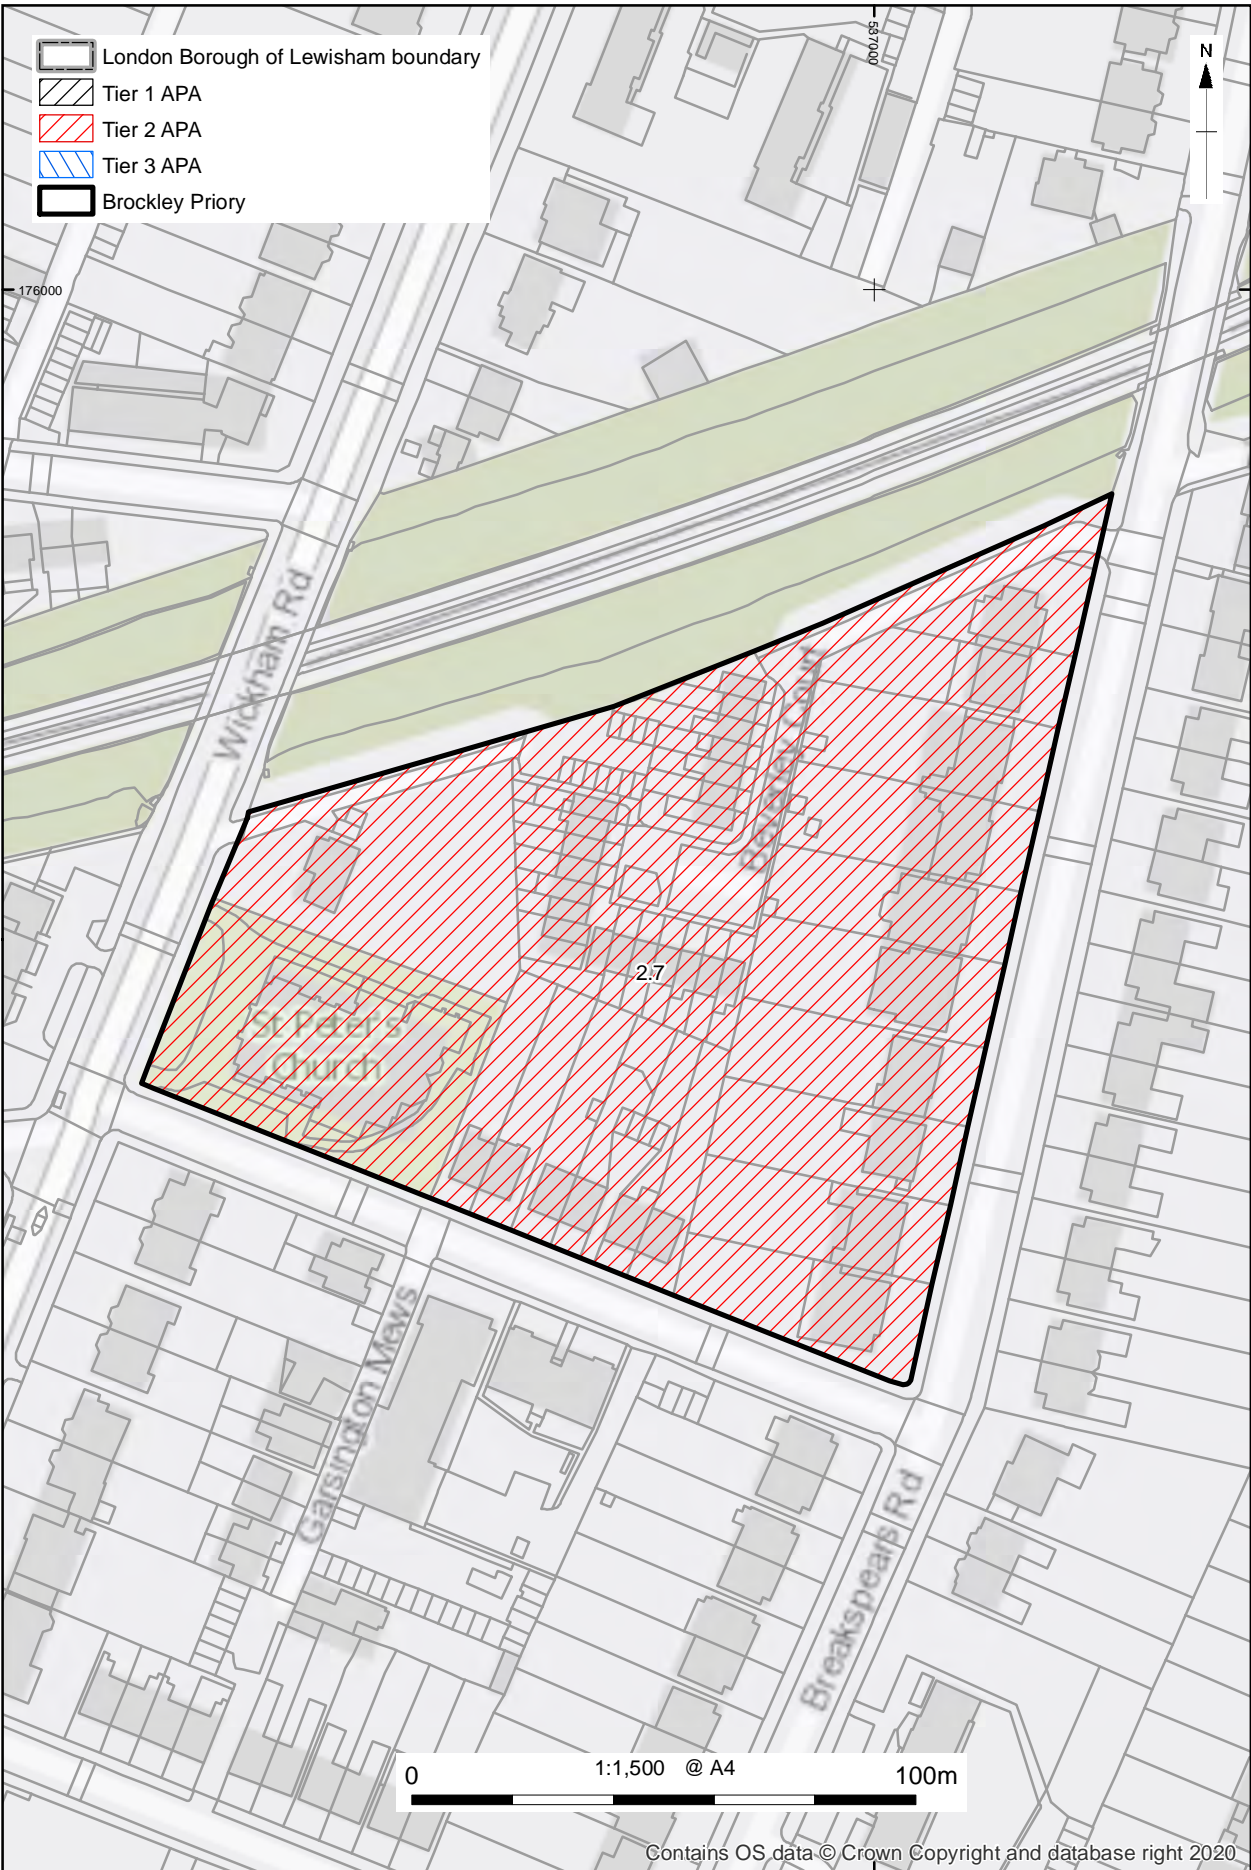 London Borough of Lewisham boundary
Tier 1 APA
Tier 2 APA
Tier 3 APA
Brockley Priory
537000
N
176000
Wickham Rd
Beverley Court
2.7
St Peter's
Church
Garsington Mews
Breakspears Rd
1:1,500 @ A4
0 100m
Contains OS data © Crown Copyright and database right 2020